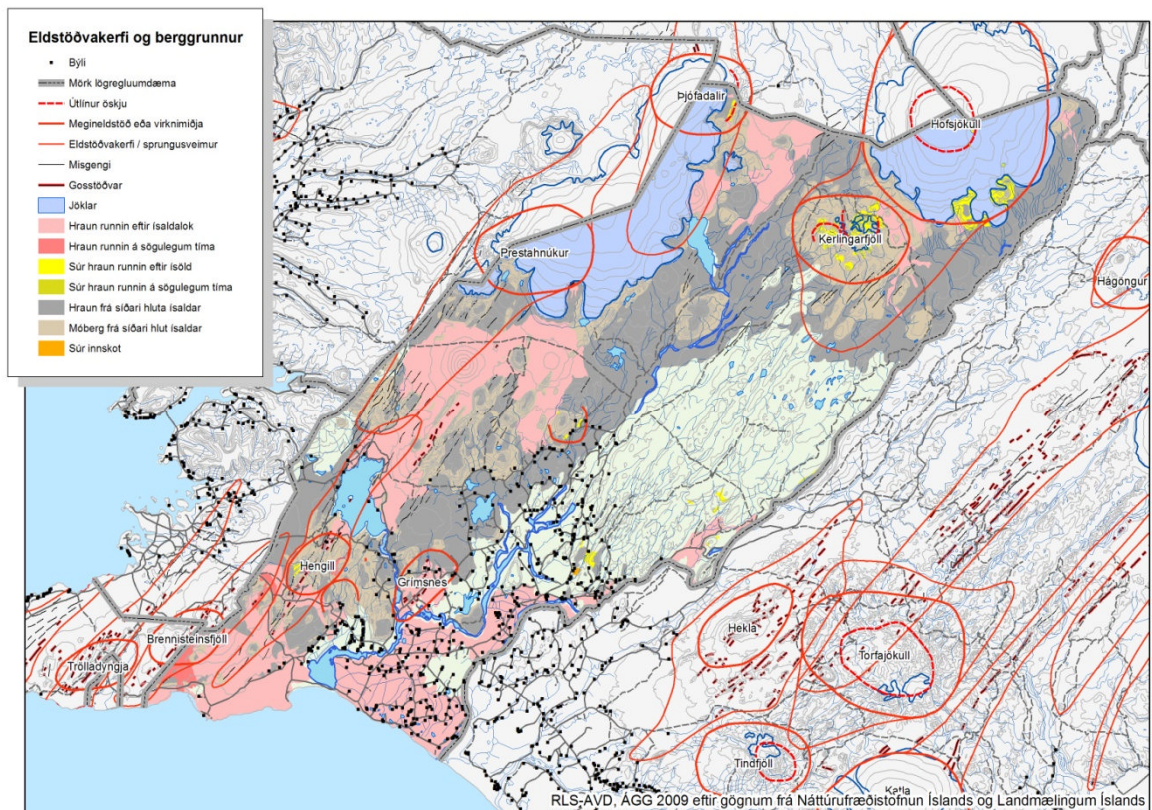 Eldstöðvakerfi og berggrunnur
Býli
Mörk lögregluumdæma
Útlínur öskju
Megineldstöð eða virknimiðja
Eldstöðvakerfi / sprungusveimur
Misgengi
Gosstöðvar
Jöklar
Hraun runnin eftir ísaldalok
Hraun runnin á sögulegum tíma
Súr hraun runnin eftir ísöld
Súr hraun runnin á sögulegum tíma
Hraun frá síðari hluta ísaldar
Móberg frá síðari hlut ísaldar
Súr innskot
Þjófadalir
Hofsjökull
Prestahnúkur
Kerlingarfjöll
Hágöngur
Hengill
Grímsnes
Brennisteinsfjöll
Trölladyngja
Hekla
Torfajökull
Tindfjöll
Katla
RLS-AVD, ÁGG 2009 eftir gögnum frá Náttúrufræðistofnun Íslands og Landmælingum Íslands